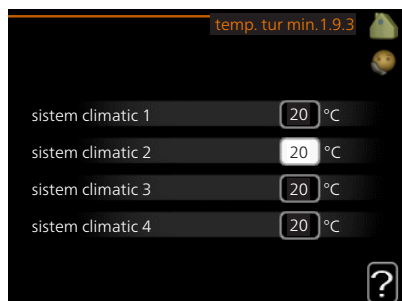 temp. tur min.1.9.3
sistem climatic 1 20 °C
sistem climatic 2 20 °C
sistem climatic 3 20 °C
sistem climatic 4 20 °C
?